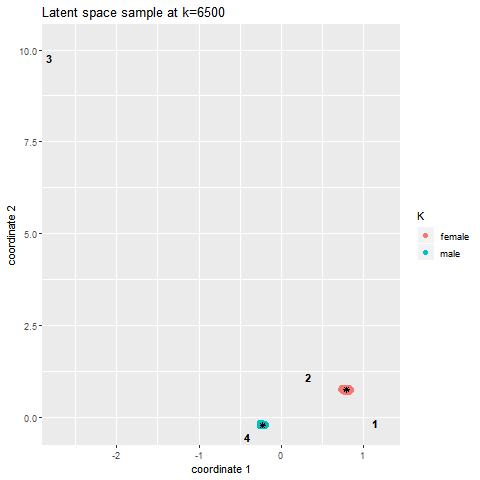 Latent space sample at k=6500
10.0
7.5
5.0
2.5
0.0
coordinate 2
3
2
1
4
-2
-1
0
1
coordinate 1
K
female
male